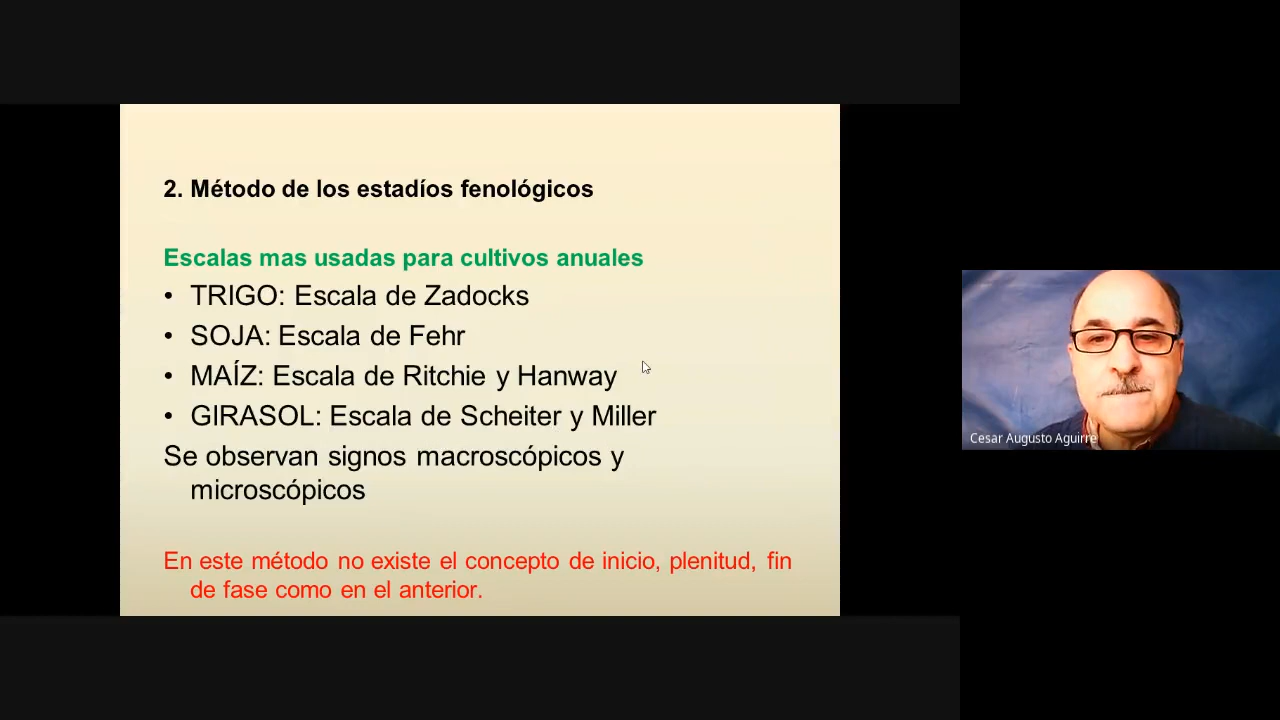 2. Método de los estadíos fenológicos
Escalas mas usadas para cultivos anuales
• TRIGO: Escala de Zadocks
• SOJA: Escala de Fehr
• MAÍZ: Escala de Ritchie y Hanway
• GIRASOL: Escala de Scheiter y Miller
Se observan signos macroscópicos y
microscópicos
En este método no existe el concepto de inicio, plenitud, fin
de fase como en el anterior.
Cesar Augusto Aguirre